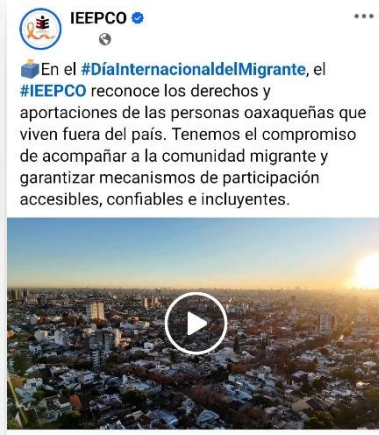 IEEPCO
🗳️En el #DíaInternacionaldelMigrante, el
#IEEPCO reconoce los derechos y
aportaciones de las personas oaxaqueñas que
viven fuera del país. Tenemos el compromiso
de acompañar a la comunidad migrante y
garantizar mecanismos de participación
accesibles, confiables e incluyentes.